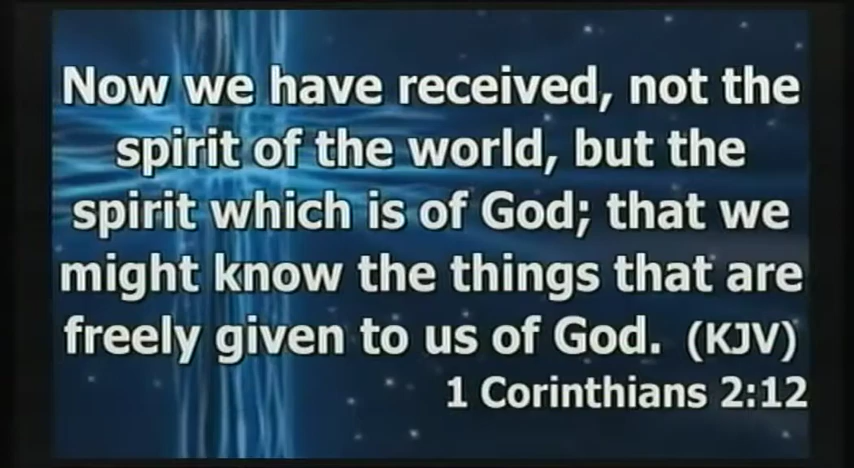 Now we have received, not the
spirit of the world, but the
spirit which is of God; that we
might know the things that are
freely given to us of God. (KJV)
1 Corinthians 2:12